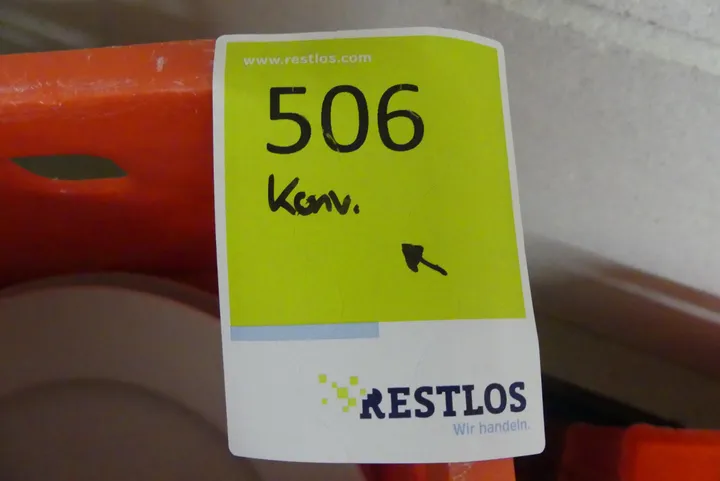 www.restlos.com
506
Konv.
RESTLOS
Wir handeln.